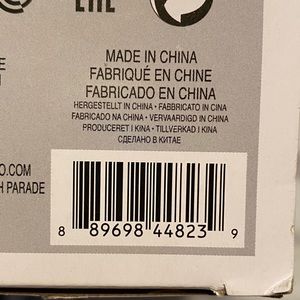 EAC
MADE IN CHINA
FABRIQUÉ EN CHINE
FABRICADO EN CHINA
HERGESTELLT IN CHINA • FABBRICATO IN CINA
FABRICADO NA CHINA • VERVAARDIGD IN CHINA
PRODUCERET I KINA • TILLVERKAD I KINA
СДЕЛАНО В КИТАЕ
O.COM
H PARADE
8 89698 44823 9